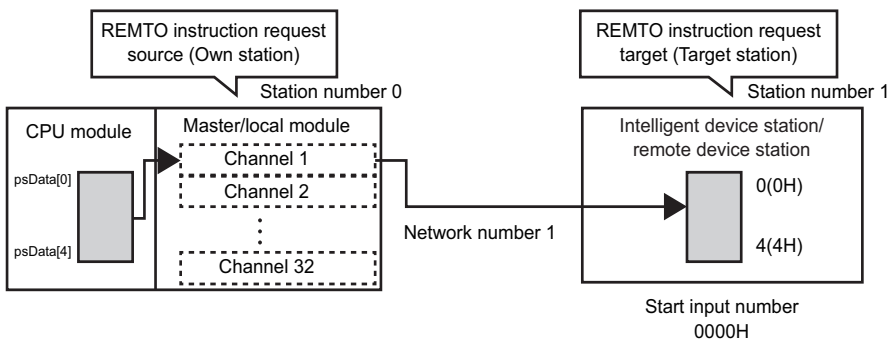 REMTO instruction request
source (Own station)
REMTO instruction request
target (Target station)
Station number 0
Station number 1
CPU module
Master/local module
Intelligent device station/
remote device station
Channel 1
psData[0]
0(0H)
Channel 2
Network number 1
psData[4]
4(4H)
Channel 32
Start input number
0000H